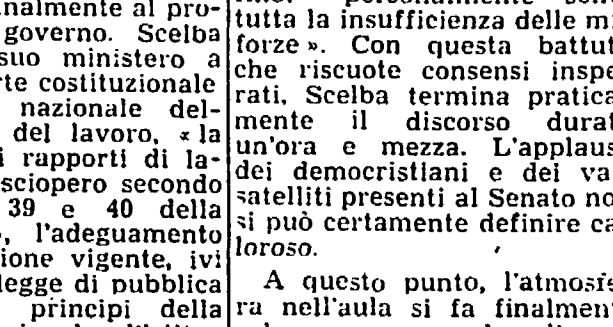 nalmente al pro-
governo. Scelba
suo ministero a
rte costituzionale
nazionale del-
del lavoro, « la
i rapporti di la-
sciopero secondo
39 e 40 della
, l'adeguamento
ione vigente, ivi
legge di pubblica
principi della
tutta la insufficienza delle mi
forze ». Con questa battut
che riscuote consensi inspe
rati, Scelba termina pratica
mente il discorso durat
un'ora e mezza. L'applaus
dei democristiani e dei va
satelliti presenti al Senato no
si può certamente definire ca
loroso.
A questo punto, l'atmosfe
ra nell'aula si fa finalmen